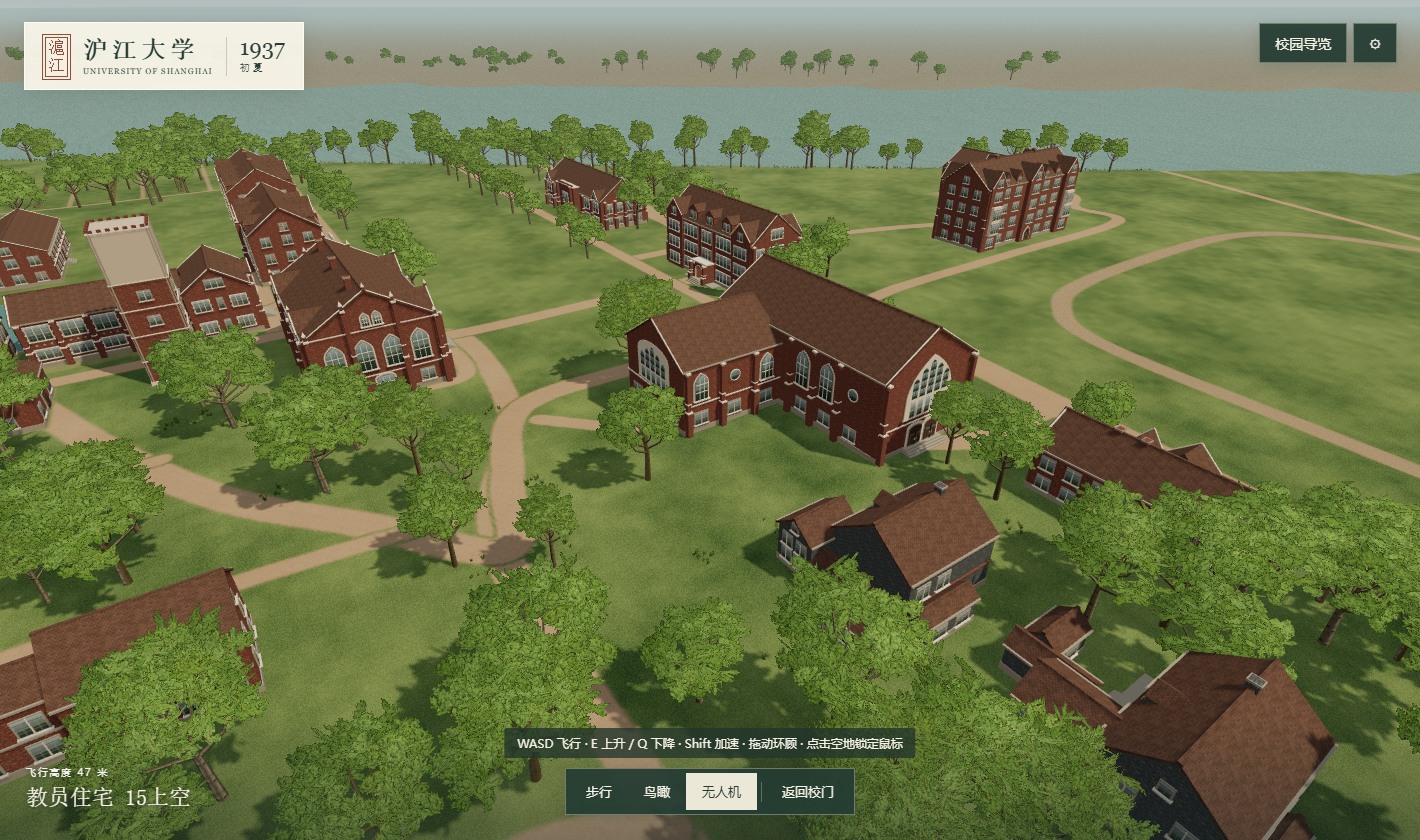 滬江
沪江大学
UNIVERSITY OF SHANGHAI
1937
初夏
校园导览
WASD 飞行 · E 上升 / Q 下降 · Shift 加速 · 拖动环顾 · 点击空地锁定鼠标
飞行高度 47 米
教员住宅 15上空
步行
鸟瞰
无人机
返回校门